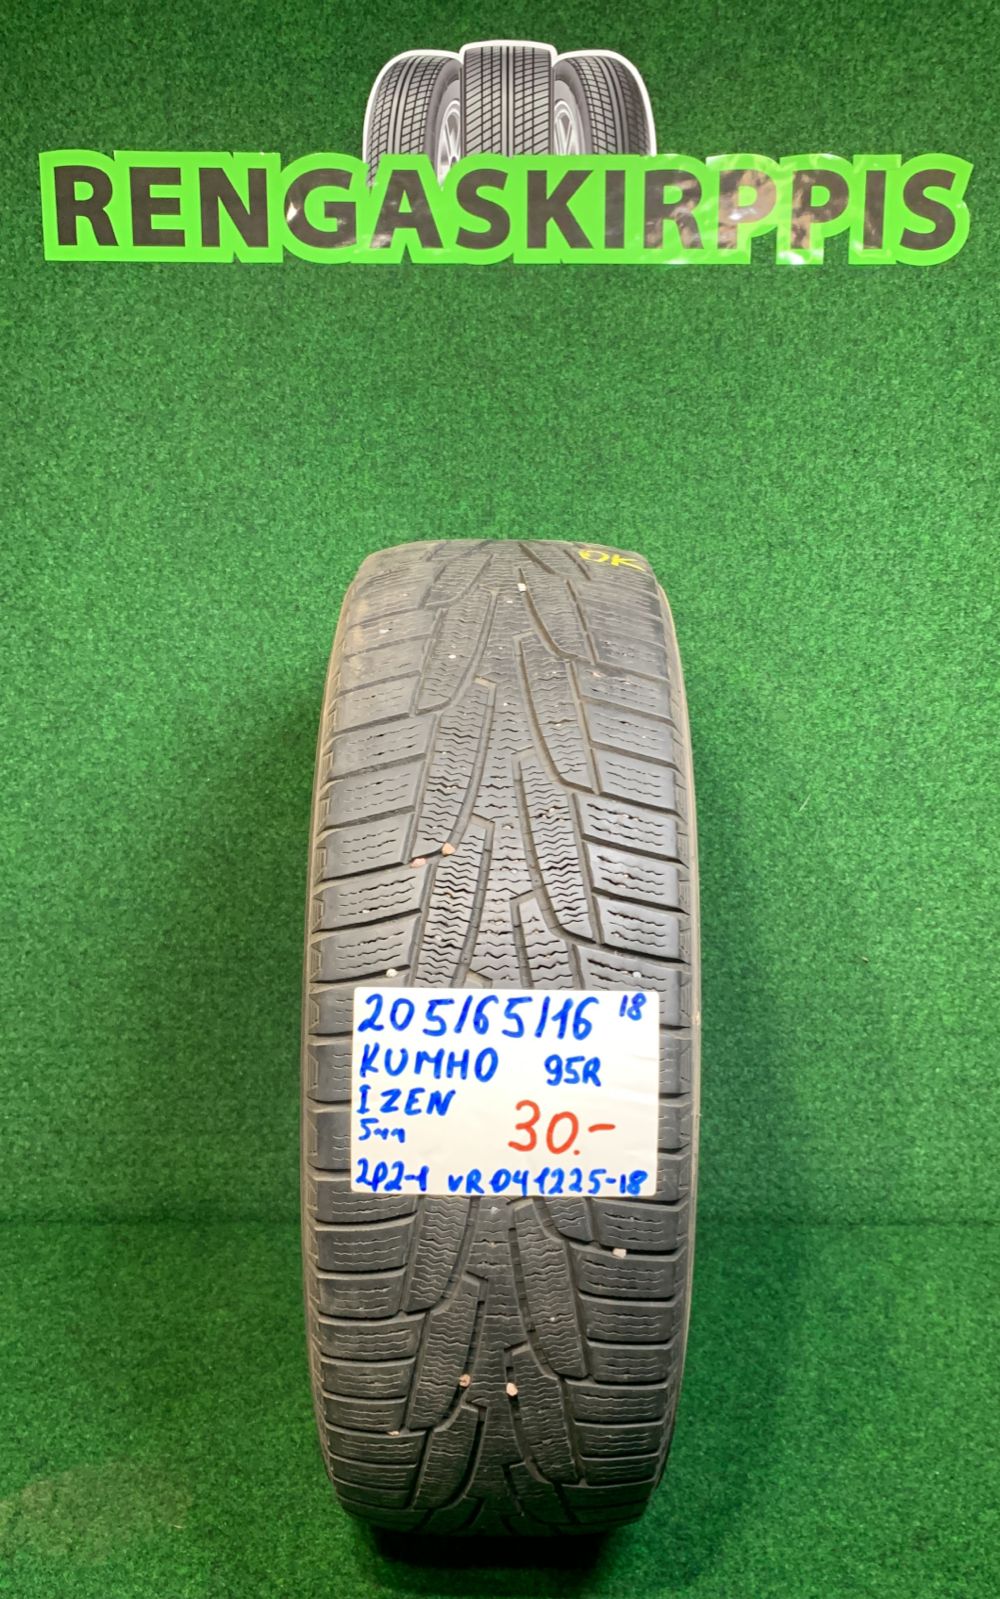 RENGASKIRPPIS
OK
205/65/16 18
KUMHO 95R
IZEN 30.-
5mm
2P2-1 VR041225-18